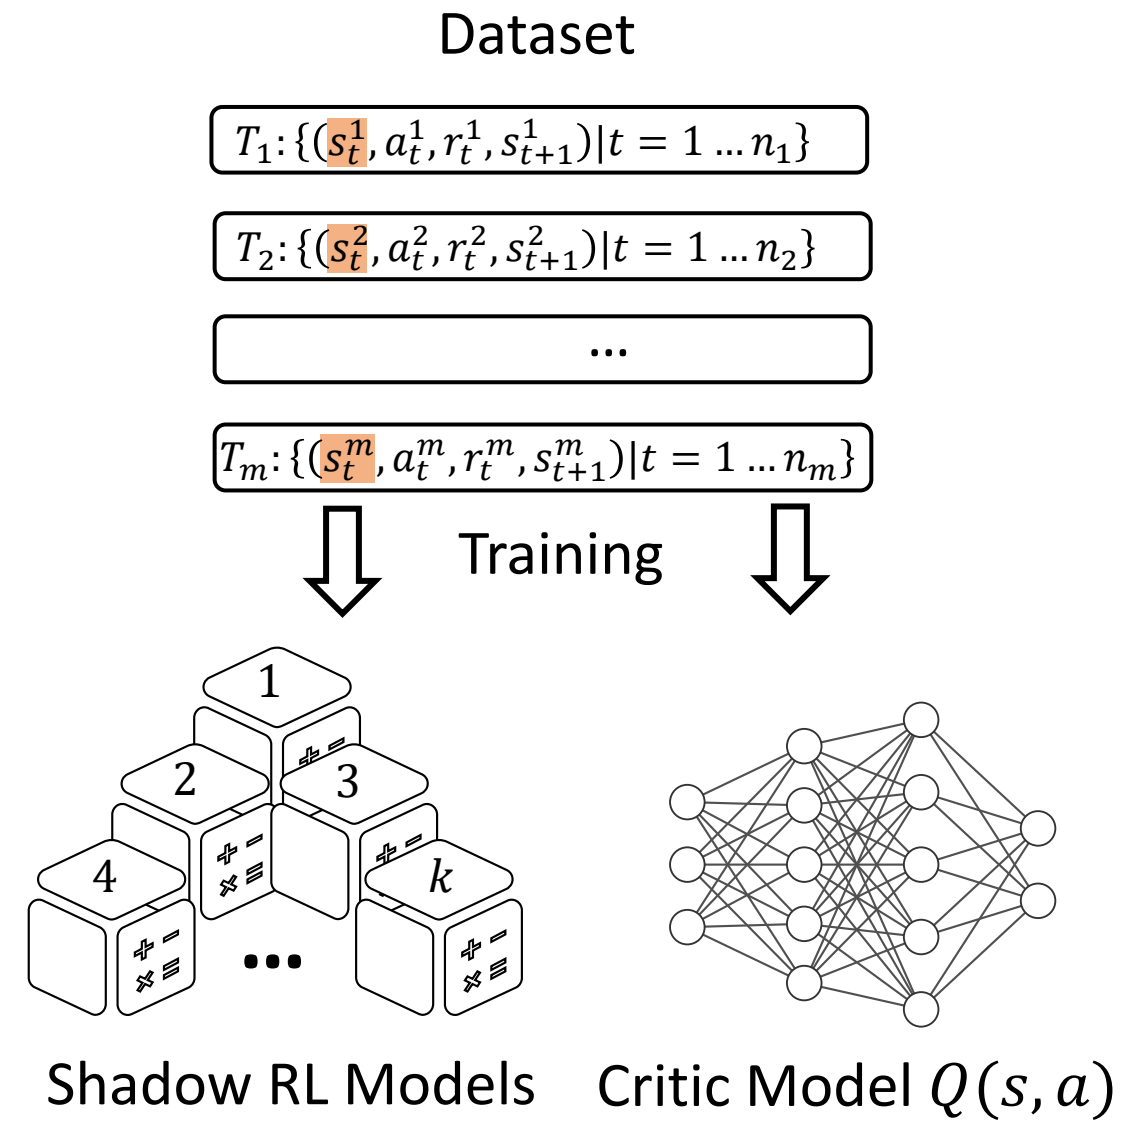 Dataset
T₁: {(s_t^1, a_t^1, r_t^1, s_{t+1}^1)|t = 1 … n₁}
T₂: {(s_t^2, a_t^2, r_t^2, s_{t+1}^2)|t = 1 … n₂}
…
T_m: {(s_t^m, a_t^m, r_t^m, s_{t+1}^m)|t = 1 … n_m}
Training
1
+ −
2 3
+ − + −
× =
4 k
+ − + −
× = × =
…
Shadow RL Models
Critic Model Q(s, a)